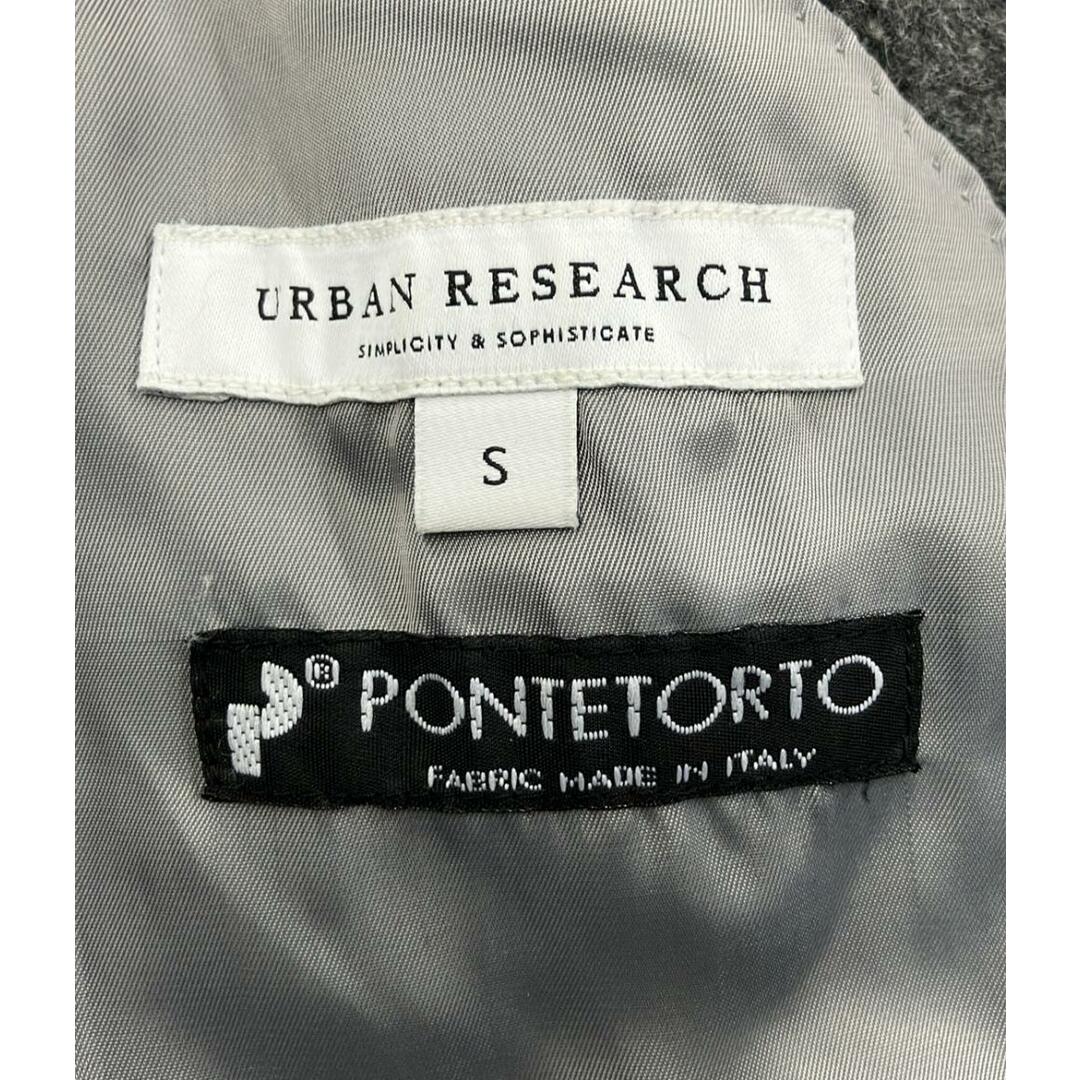 URBAN RESEARCH
SIMPLICITY & SOPHISTICATE
S
® PONTETORTO
FABRIC MADE IN ITALY